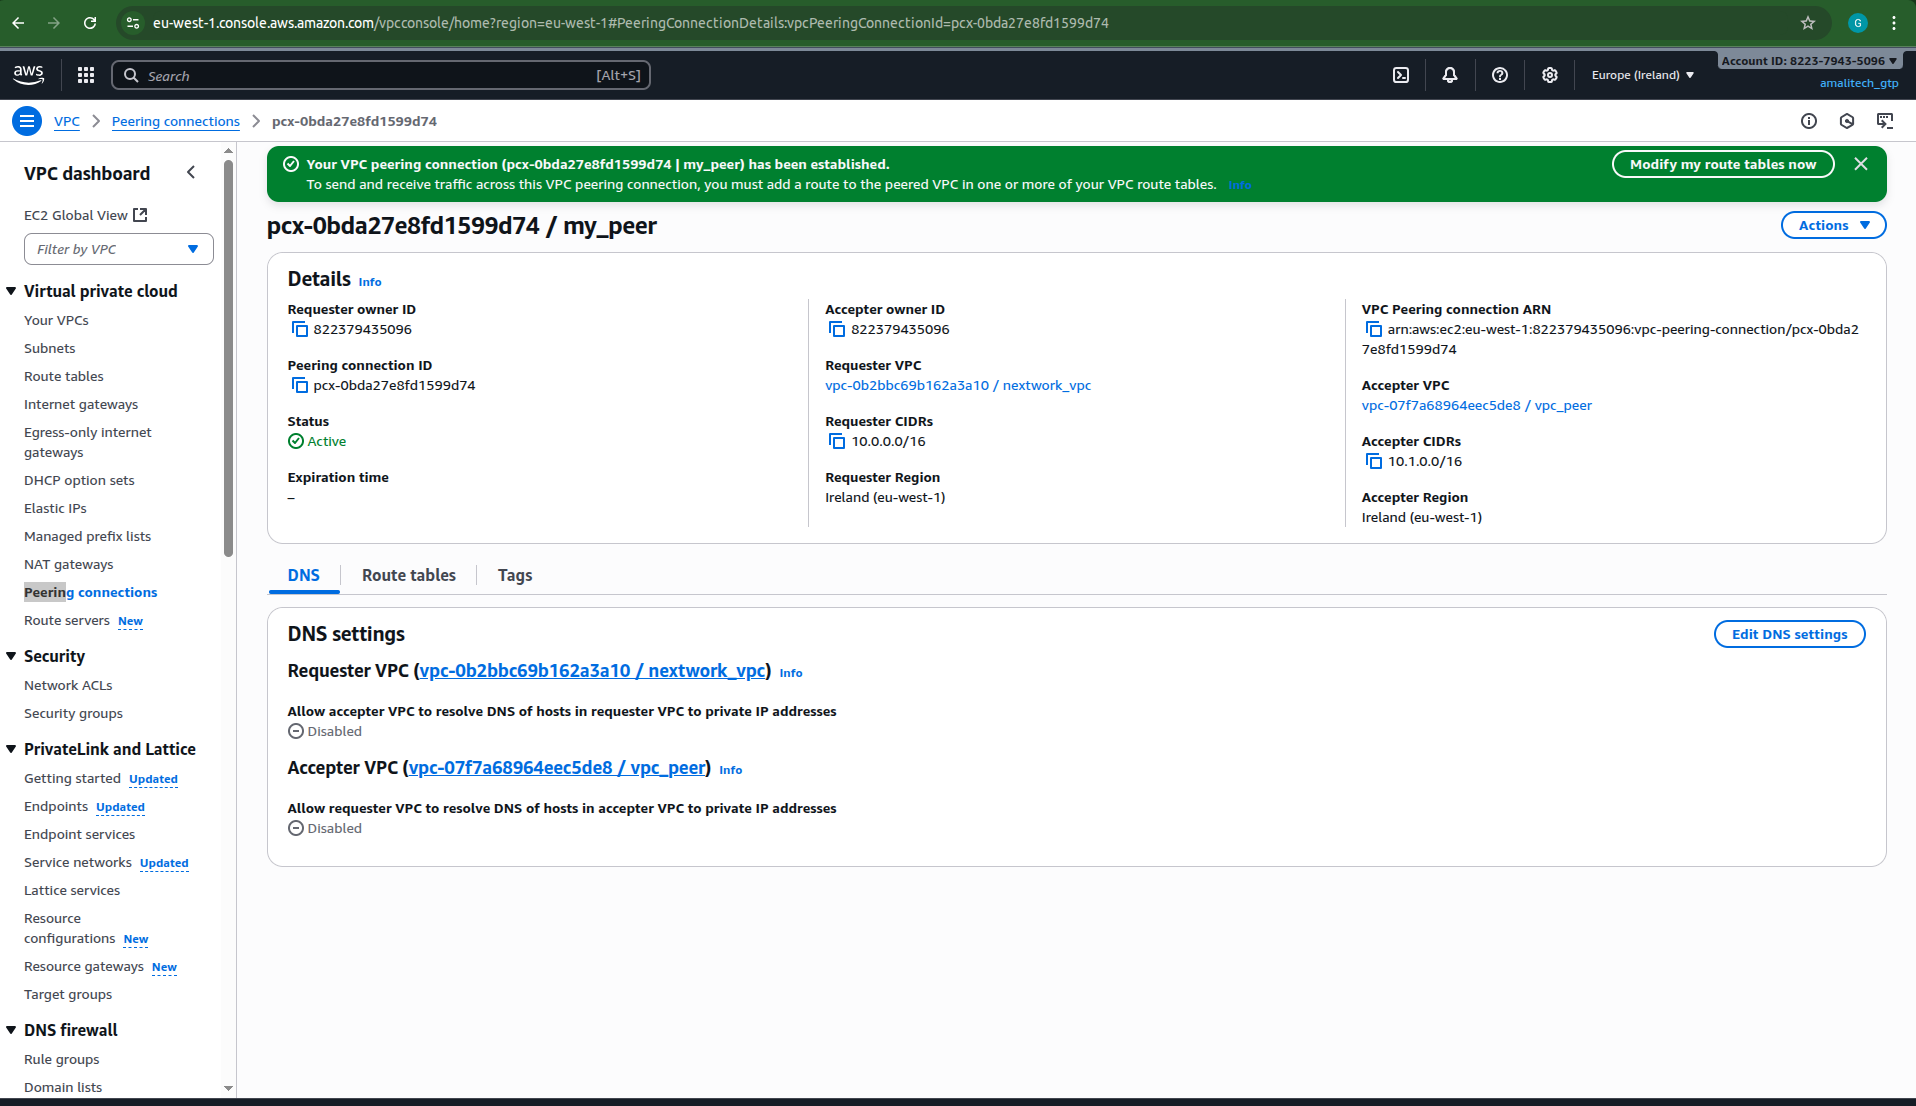 eu-west-1.console.aws.amazon.com/vpcconsole/home?region=eu-west-1#PeeringConnectionDetails:vpcPeeringConnectionId=pcx-0bda27e8fd1599d74
G
aws
Search
[Alt+S]
Europe (Ireland)
Account ID: 8223-7943-5096
amalitech_gtp
VPC
Peering connections
pcx-0bda27e8fd1599d74
VPC dashboard
EC2 Global View
Filter by VPC
Virtual private cloud
Your VPCs
Subnets
Route tables
Internet gateways
Egress-only internet
gateways
DHCP option sets
Elastic IPs
Managed prefix lists
NAT gateways
Peering connections
Route servers New
Security
Network ACLs
Security groups
PrivateLink and Lattice
Getting started Updated
Endpoints Updated
Endpoint services
Service networks Updated
Lattice services
Resource
configurations New
Resource gateways New
Target groups
DNS firewall
Rule groups
Domain lists
Your VPC peering connection (pcx-0bda27e8fd1599d74 | my_peer) has been established.
To send and receive traffic across this VPC peering connection, you must add a route to the peered VPC in one or more of your VPC route tables. Info
Modify my route tables now
pcx-0bda27e8fd1599d74 / my_peer
Actions
Details Info
Requester owner ID
822379435096
Peering connection ID
pcx-0bda27e8fd1599d74
Status
Active
Expiration time
–
Accepter owner ID
822379435096
Requester VPC
vpc-0b2bbc69b162a3a10 / nextwork_vpc
Requester CIDRs
10.0.0.0/16
Requester Region
Ireland (eu-west-1)
VPC Peering connection ARN
arn:aws:ec2:eu-west-1:822379435096:vpc-peering-connection/pcx-0bda2
7e8fd1599d74
Accepter VPC
vpc-07f7a68964eec5de8 / vpc_peer
Accepter CIDRs
10.1.0.0/16
Accepter Region
Ireland (eu-west-1)
DNS
Route tables
Tags
DNS settings
Edit DNS settings
Requester VPC (vpc-0b2bbc69b162a3a10 / nextwork_vpc) Info
Allow accepter VPC to resolve DNS of hosts in requester VPC to private IP addresses
Disabled
Accepter VPC (vpc-07f7a68964eec5de8 / vpc_peer) Info
Allow requester VPC to resolve DNS of hosts in accepter VPC to private IP addresses
Disabled